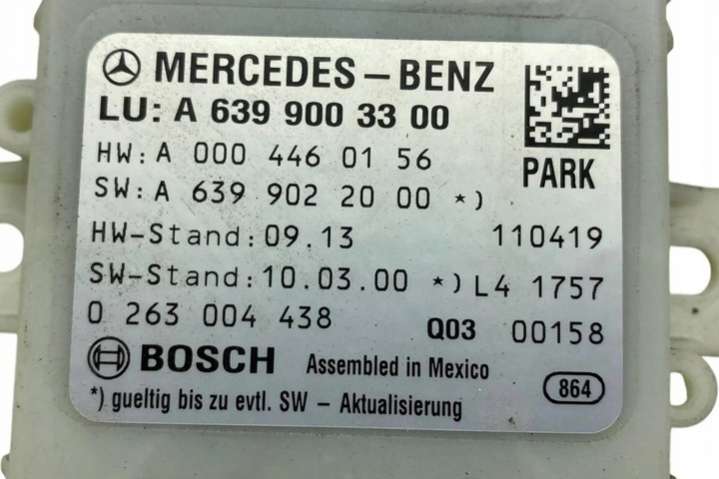 MERCEDES-BENZ
LU: A 639 900 33 00
HW: A 000 446 01 56
PARK
SW: A 639 902 20 00 *)
HW-Stand: 09.13 110419
SW-Stand: 10.03.00 *) L4 1757
0 263 004 438 Q03 00158
BOSCH Assembled in Mexico 864
*) gueltig bis zu evtl. SW - Aktualisierung